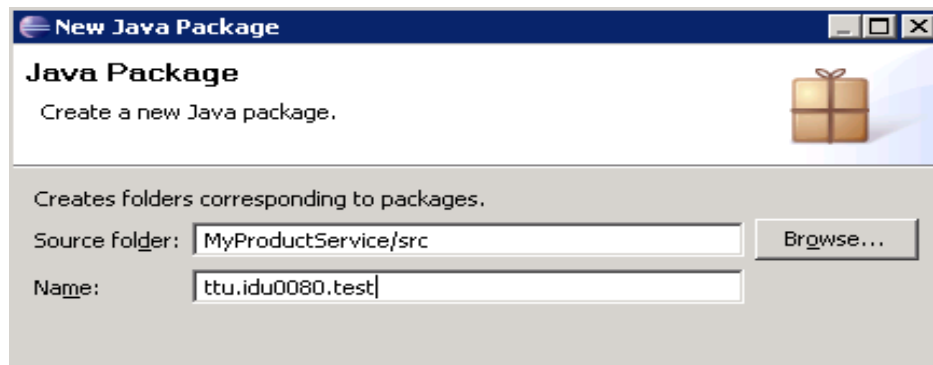 New Java Package
Java Package
Create a new Java package.
Creates folders corresponding to packages.
Source folder: MyProductService/src Browse...
Name: ttu.idu0080.test